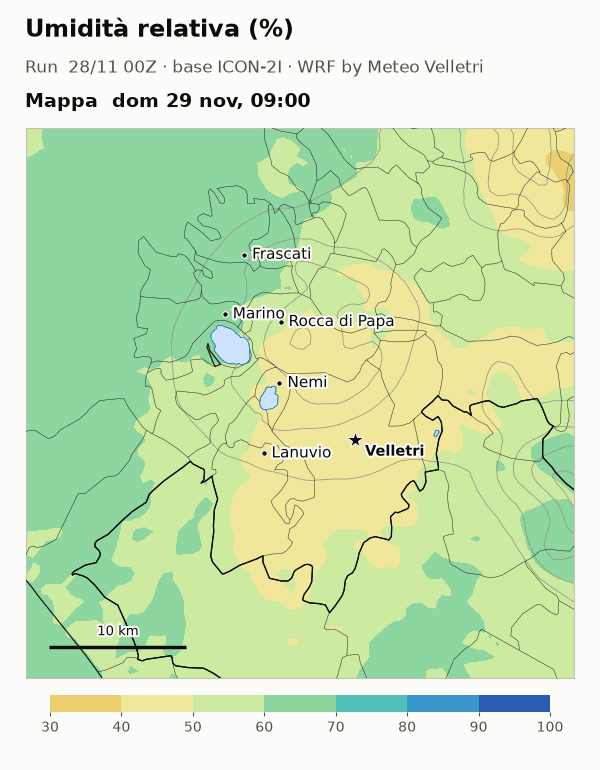 Umidità relativa (%)
Run  28/11 00Z · base ICON-2I · WRF by Meteo Velletri
Mappa  dom 29 nov, 09:00
Frascati
Marino
Rocca di Papa
Nemi
Velletri
Lanuvio
10 km
30 40 50 60 70 80 90 100